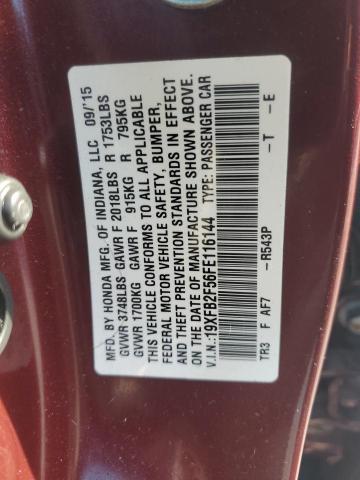 MFD. BY HONDA MFG. OF INDIANA, LLC 09/'15
GVWR 3748LBS GAWR F 2018LBS R 1753LBS
GVWR 1700KG GAWR F 915KG R 795KG
THIS VEHICLE CONFORMS TO ALL APPLICABLE
FEDERAL MOTOR VEHICLE SAFETY, BUMPER,
AND THEFT PREVENTION STANDARDS IN EFFECT
ON THE DATE OF MANUFACTURE SHOWN ABOVE.
V.I.N.:19XFB2F56FE116144 TYPE: PASSENGER CAR
TR3 F AF7 -R543P -T -E